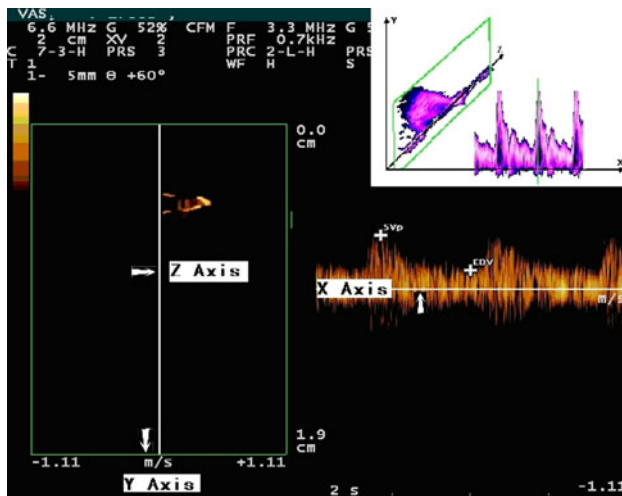 VAS.
6.6 MHz G 52% CFM F 3.3 MHz G 5
2 cm XV 2 PRF 0.7kHz
C 7-3-H PRS 3 PRC 2-L-H PRS
T 1 WF H S
1- 5mm Θ +60°
Y
Z
X
0.0
cm
SVp
EDV
Z Axis
X Axis
m/s
1.9
cm
-1.11 m/s +1.11
Y Axis
2 s -1.11